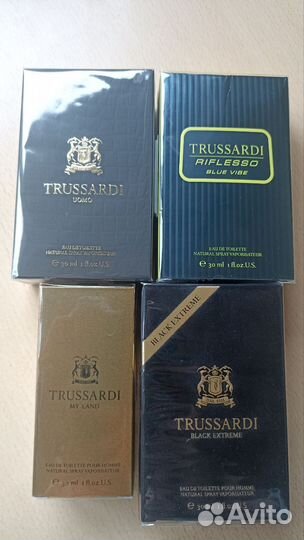 TRUSSARDI
UOMO
EAU DE TOILETTE
NATURAL SPRAY VAPORISATEUR
℮ 30 ml 1 fl.oz.U.S.
TRUSSARDI
RIFLESSO
BLUE VIBE
EAU DE TOILETTE
NATURAL SPRAY VAPORISATEUR
℮ 30 ml 1 fl.oz.U.S.
TRUSSARDI
MY LAND
EAU DE TOILETTE POUR HOMME
NATURAL SPRAY VAPORISATEUR
℮ 30 ml 1 fl.oz.U.S.
BLACK EXTREME
TRUSSARDI
BLACK EXTREME
EAU DE TOILETTE POUR HOMME
NATURAL SPRAY VAPORISATEUR
℮ 30 ml 1 fl.oz.U.S.
Avito